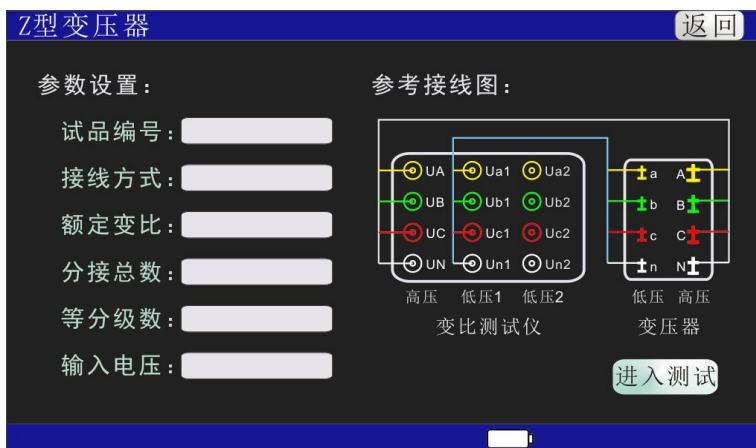 Z型变压器 返回
参数设置： 参考接线图：
试品编号：
接线方式：
额定变比：
分接总数：
等分级数：
输入电压：
UA Ua1 Ua2 a A
UB Ub1 Ub2 b B
UC Uc1 Uc2 c C
UN Un1 Un2 n N
高压 低压1 低压2 低压 高压
变比测试仪 变压器
进入测试